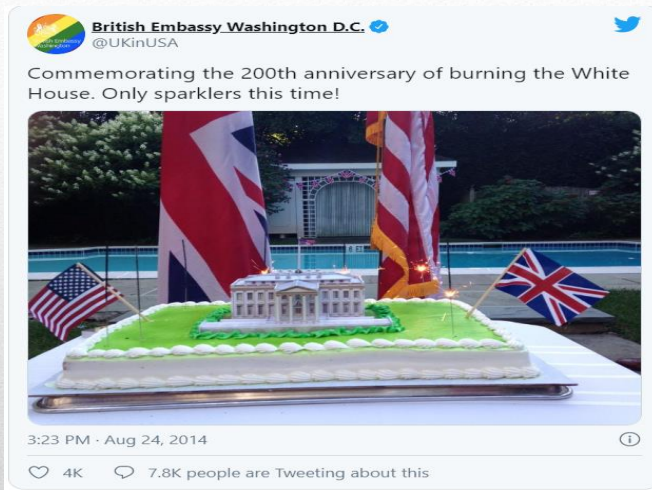 British Embassy Washington D.C.
@UKinUSA
Commemorating the 200th anniversary of burning the White
House. Only sparklers this time!
3:23 PM · Aug 24, 2014
4K 7.8K people are Tweeting about this